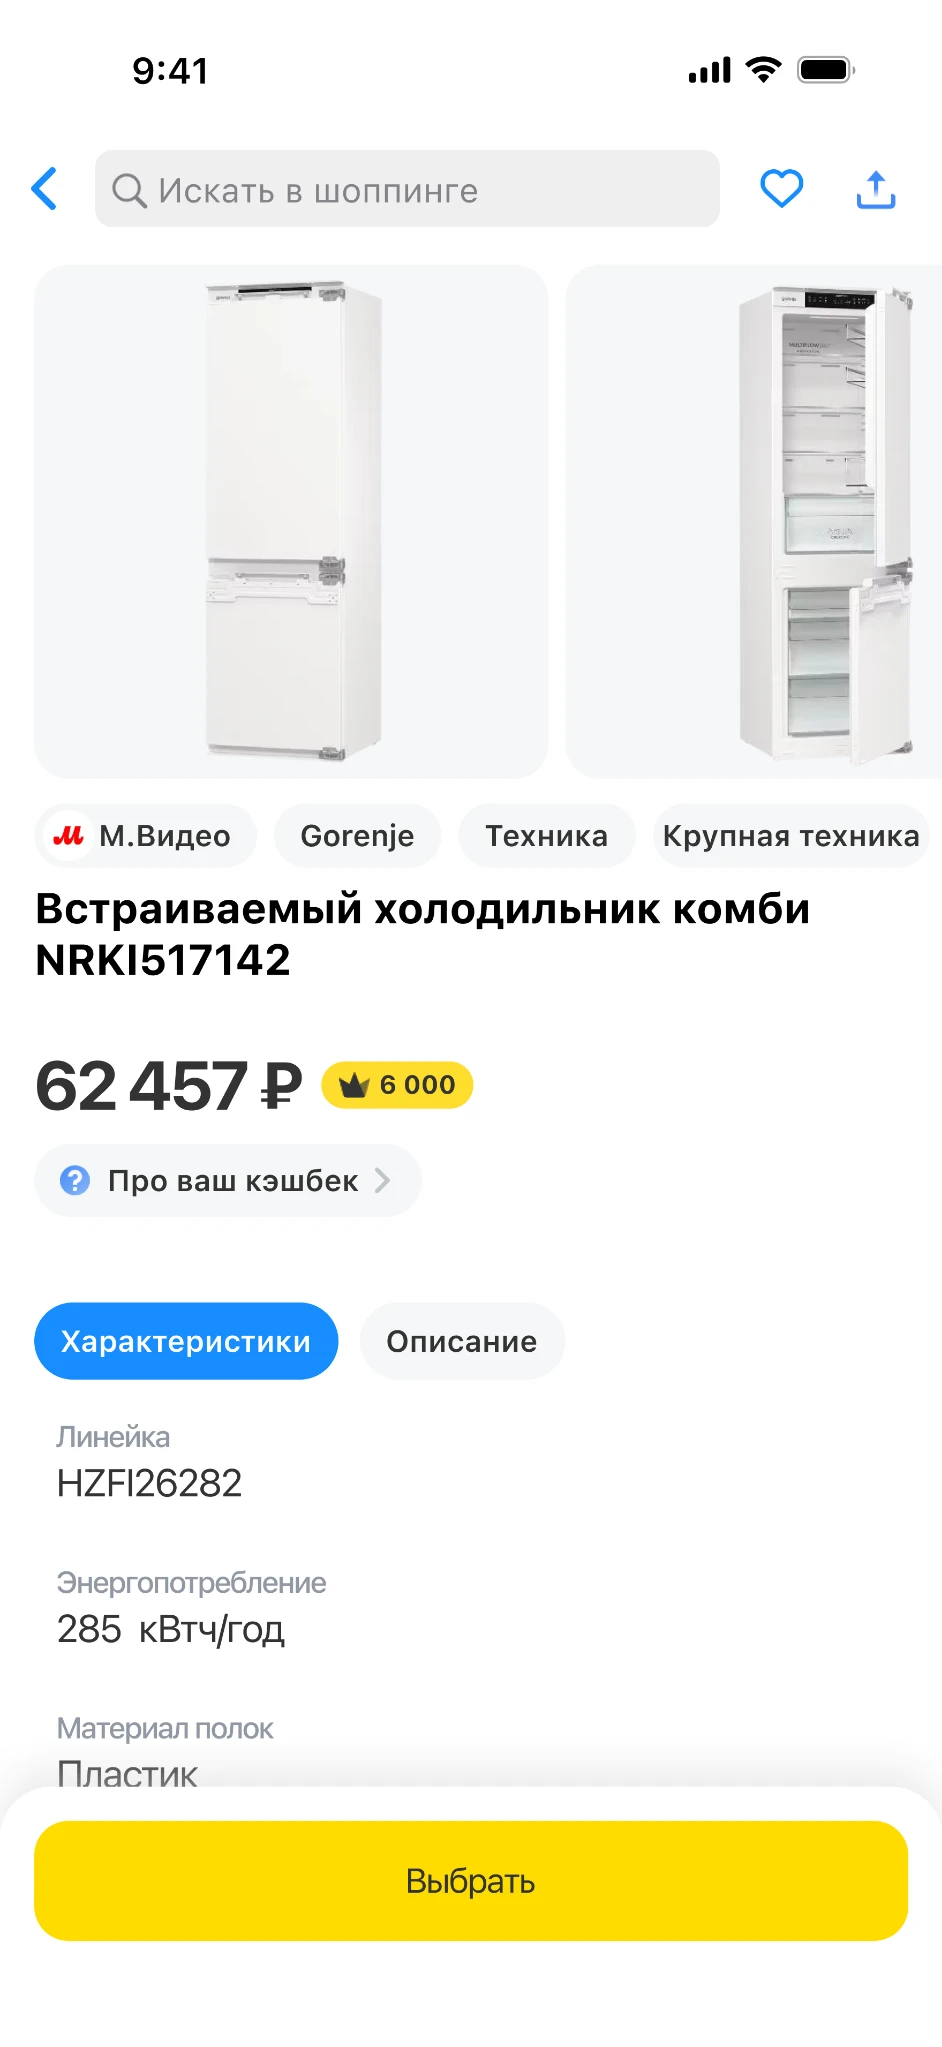 9:41
Искать в шоппинге
М.Видео
Gorenje
Техника
Крупная техника
Встраиваемый холодильник комби
NRKI517142
62 457 ₽
6 000
Про ваш кэшбек
Характеристики
Описание
Линейка
HZFI26282
Энергопотребление
285 кВтч/год
Материал полок
Пластик
Выбрать